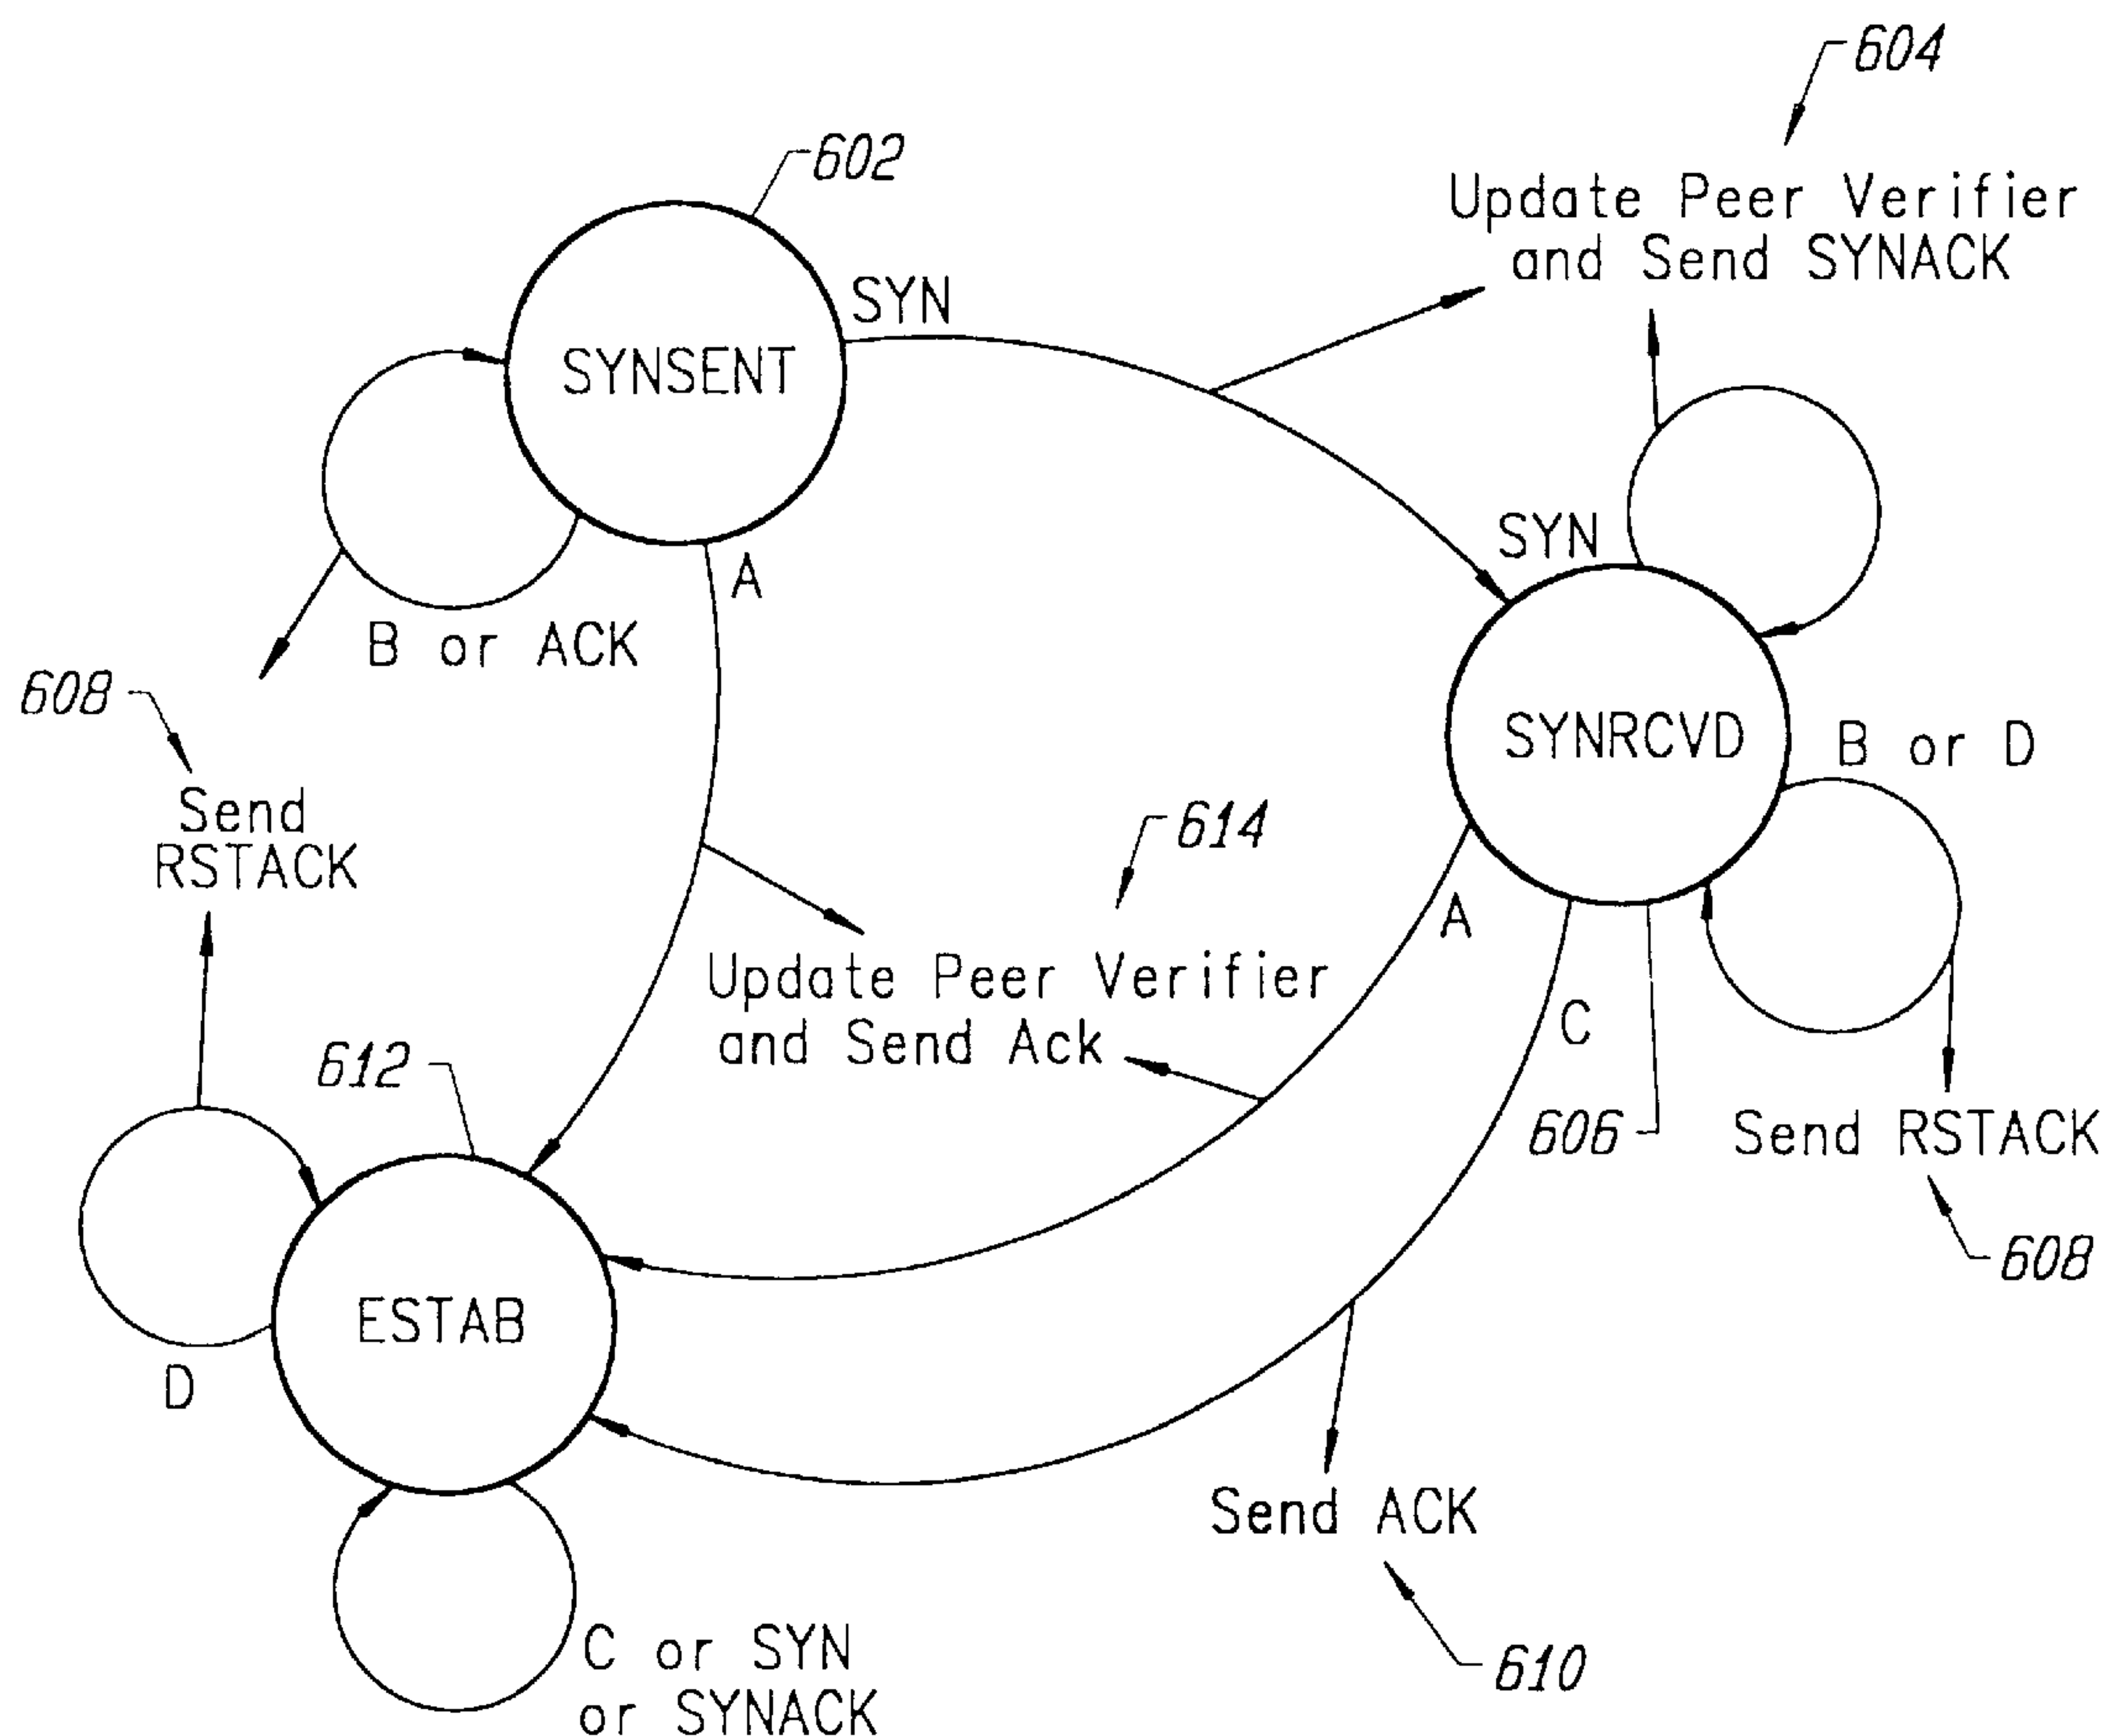 604
602
Update Peer Verifier
and Send SYNACK
SYN
SYNSENT
SYN
A
B or ACK
608
SYNRCVD
B or D
Send
RSTACK
614
A
Update Peer Verifier
and Send Ack
C
612
606
Send RSTACK
608
ESTAB
D
Send ACK
C or SYN
or SYNACK
610